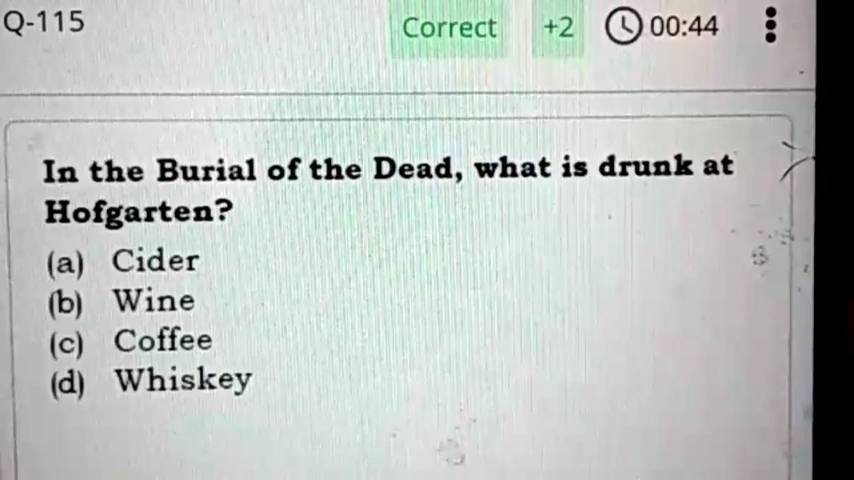 Q-115 Correct +2 00:44
In the Burial of the Dead, what is drunk at
Hofgarten?
(a) Cider
(b) Wine
(c) Coffee
(d) Whiskey